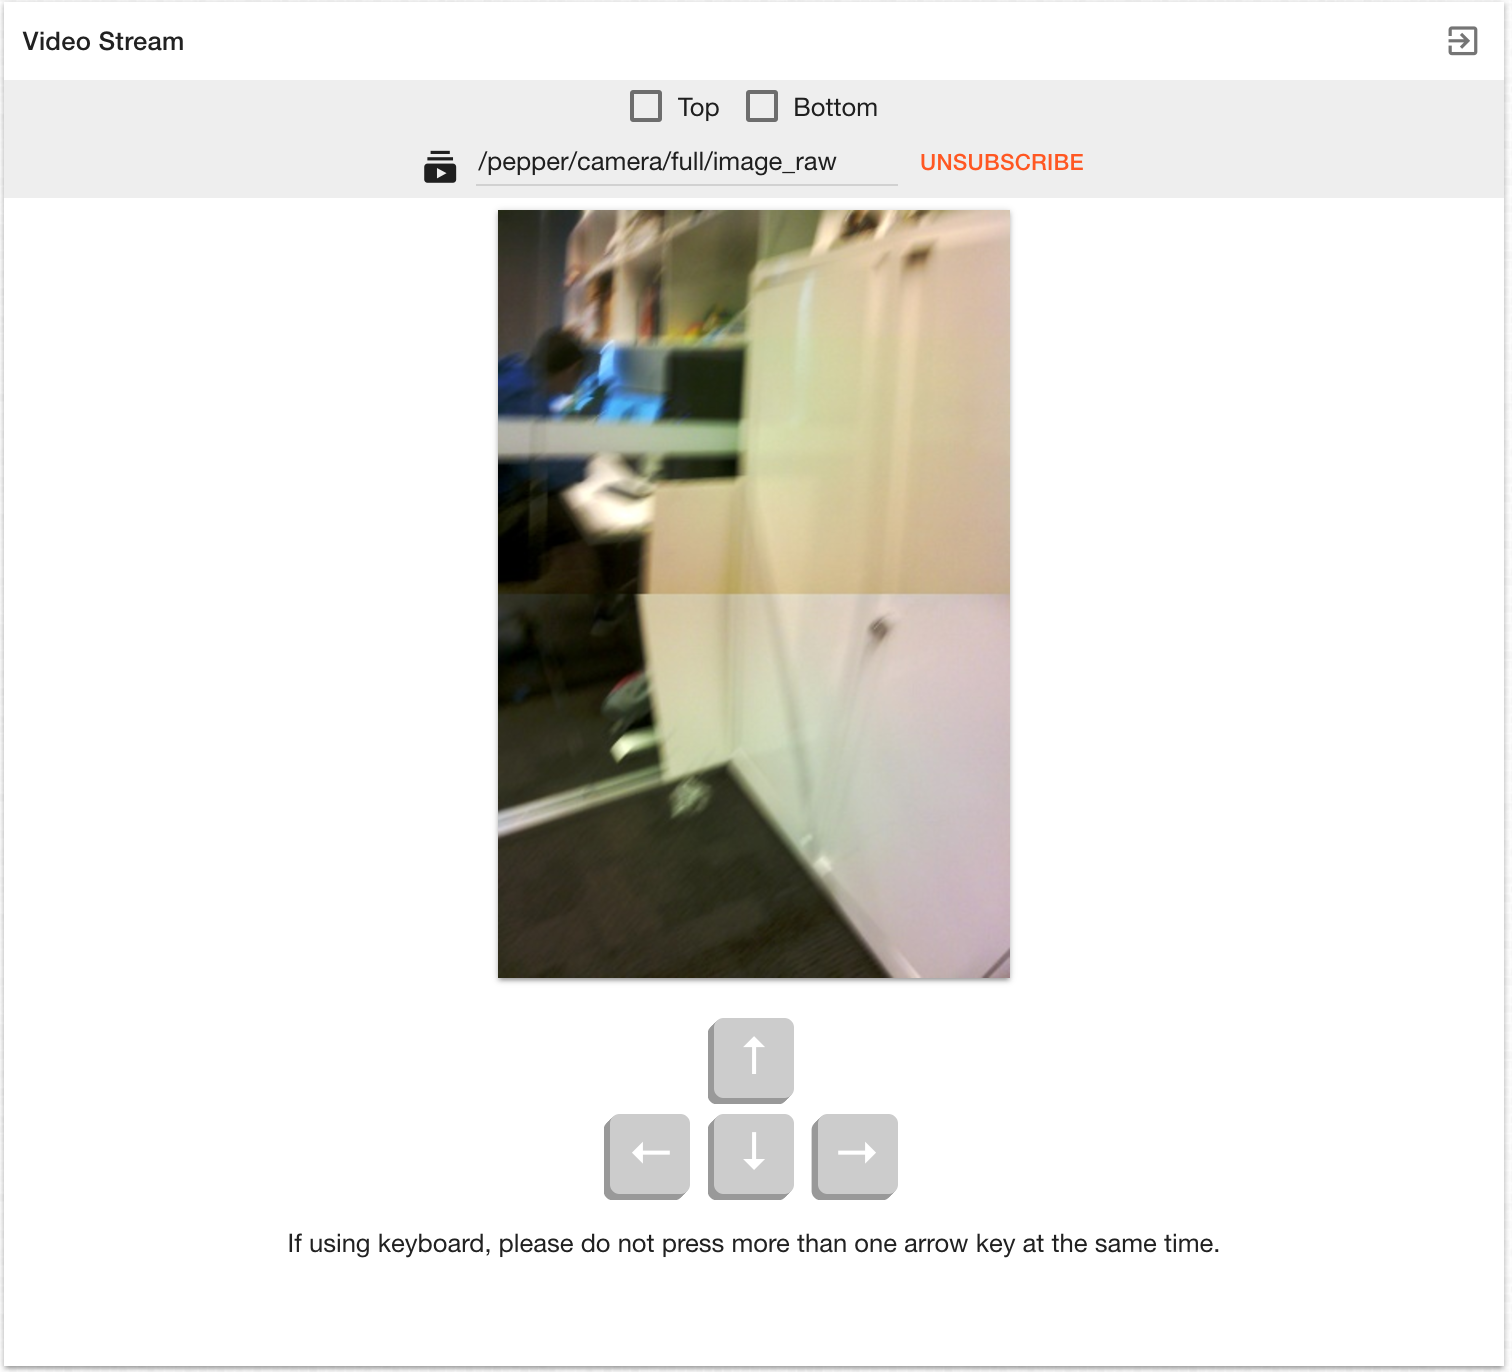 Video Stream
Top Bottom
/pepper/camera/full/image_raw UNSUBSCRIBE
↑
← ↓ →
If using keyboard, please do not press more than one arrow key at the same time.